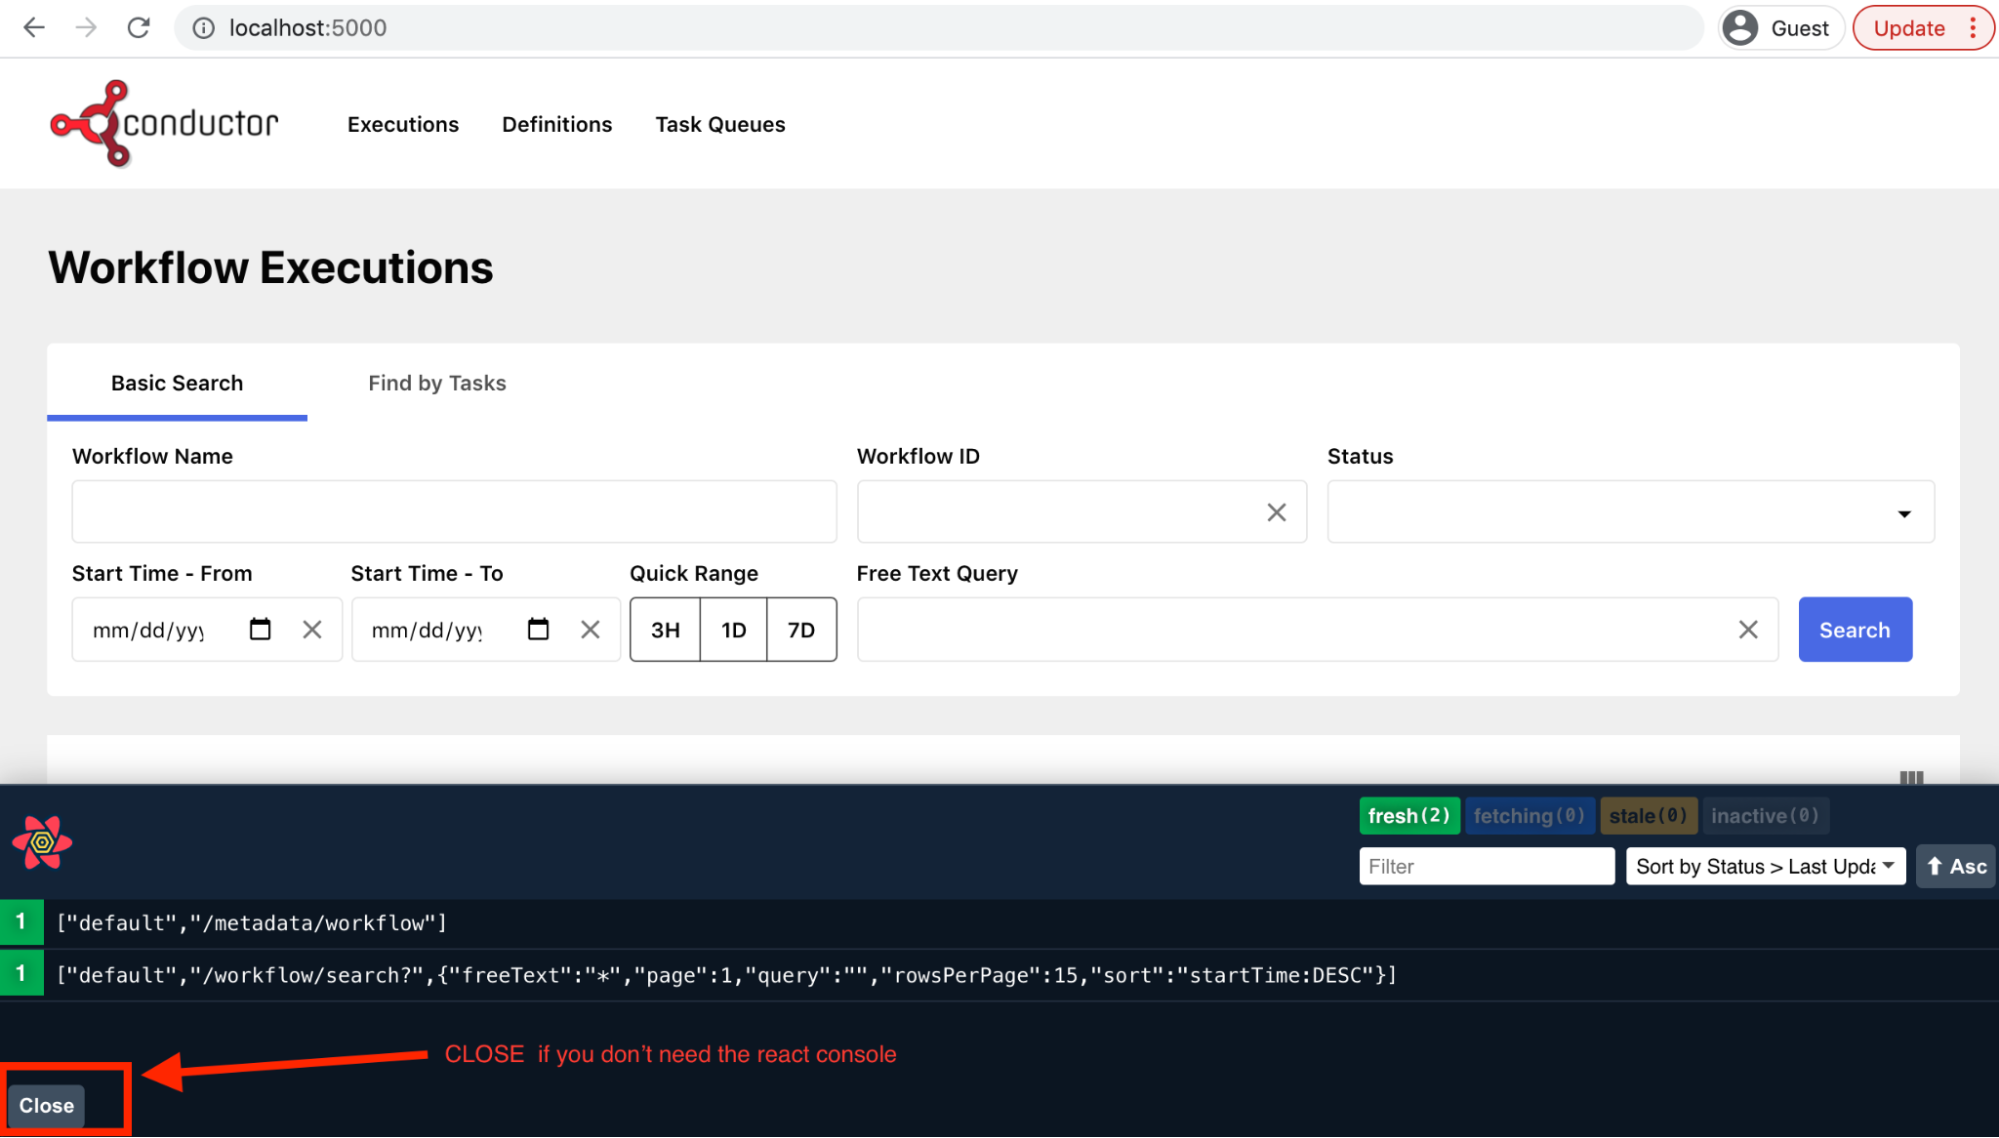 localhost:5000
Guest
Update
conductor
Executions Definitions Task Queues
Workflow Executions
Basic Search Find by Tasks
Workflow Name Workflow ID Status
Start Time - From Start Time - To Quick Range Free Text Query
mm/dd/yyy mm/dd/yyy 3H 1D 7D Search
fresh(2) fetching(0) stale(0) inactive(0)
Filter Sort by Status > Last Upda Asc
1 ["default","/metadata/workflow"]
1 ["default","/workflow/search?",{"freeText":"*","page":1,"query":"","rowsPerPage":15,"sort":"startTime:DESC"}]
CLOSE if you don't need the react console
Close